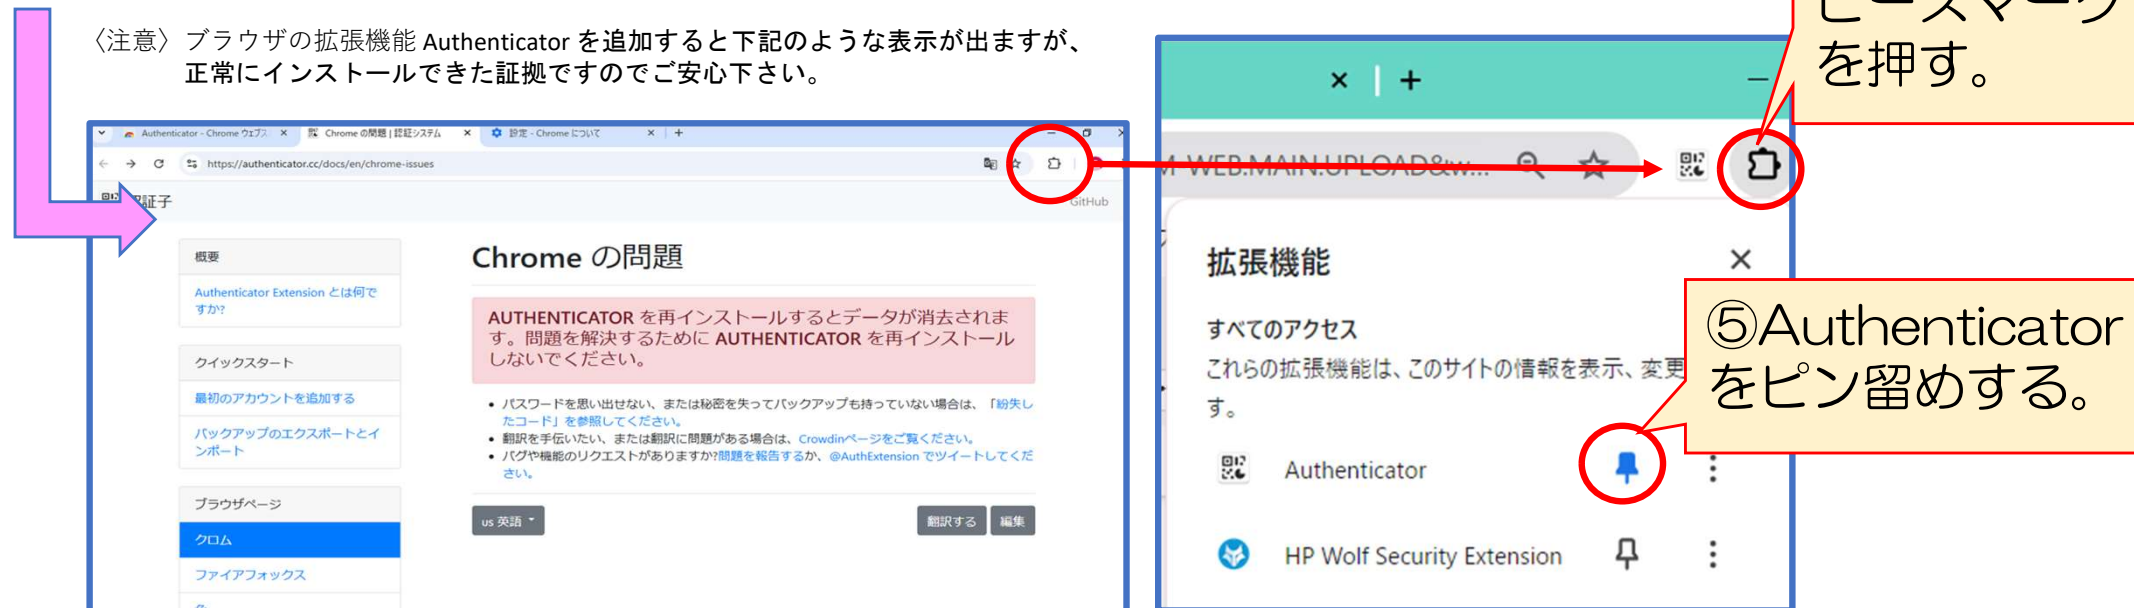 〈注意〉ブラウザの拡張機能 Authenticator を追加すると下記のような表示が出ますが、
正常にインストールできた証拠ですのでご安心下さい。
Authenticator - Chrome ウェブス
Chrome の問題 | 認証システム
設定 - Chrome について
https://authenticator.cc/docs/en/chrome-issues
証子
GitHub
概要
Authenticator Extension とは何で
すか?
クイックスタート
最初のアカウントを追加する
バックアップのエクスポートとイ
ンポート
ブラウザページ
クロム
ファイアフォックス
Chrome の問題
AUTHENTICATOR を再インストールするとデータが消去されま
す。問題を解決するために AUTHENTICATOR を再インストール
しないでください。
• パスワードを思い出せない、または秘密を失ってバックアップも持っていない場合は、「紛失し
たコード」を参照してください。
• 翻訳を手伝いたい、または翻訳に問題がある場合は、Crowdinページをご覧ください。
• バグや機能のリクエストがありますか?問題を報告するか、@AuthExtension でツイートしてくだ
さい。
us 英語
翻訳する
編集
ピースマーク
を押す。
WEB.MAIN.UPLOAD&w...
拡張機能
すべてのアクセス
これらの拡張機能は、このサイトの情報を表示、変更
す。
⑤Authenticator
をピン留めする。
Authenticator
HP Wolf Security Extension